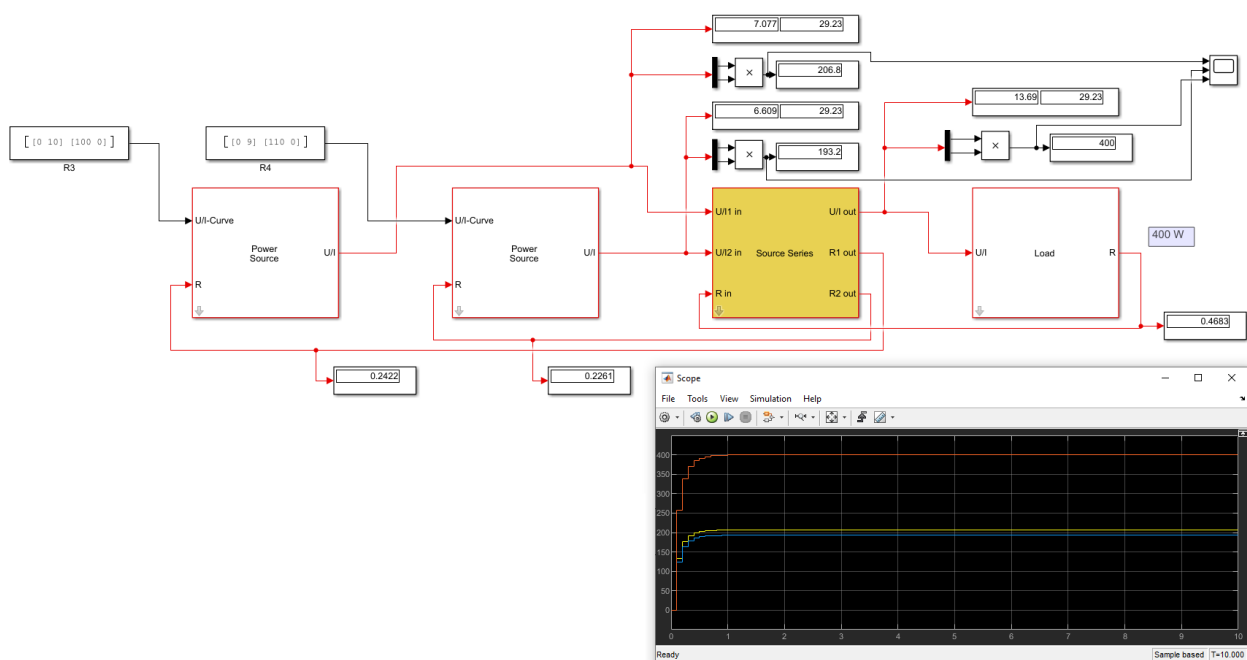 7.077 29.23
×
206.8
6.609 29.23
×
193.2
13.69 29.23
×
400
[0 10] [100 0]
R3
[0 9] [110 0]
R4
U/I-Curve
R
Power
Source
U/I
U/I-Curve
R
Power
Source
U/I
U/I1 in
U/I2 in
R in
Source Series
U/I out
R1 out
R2 out
U/I
Load
R
400 W
0.4683
0.2422
0.2261
Scope
File Tools View Simulation Help
400
350
300
250
200
150
100
50
0
0 1 2 3 4 5 6 7 8 9 10
Ready Sample based T=10.000